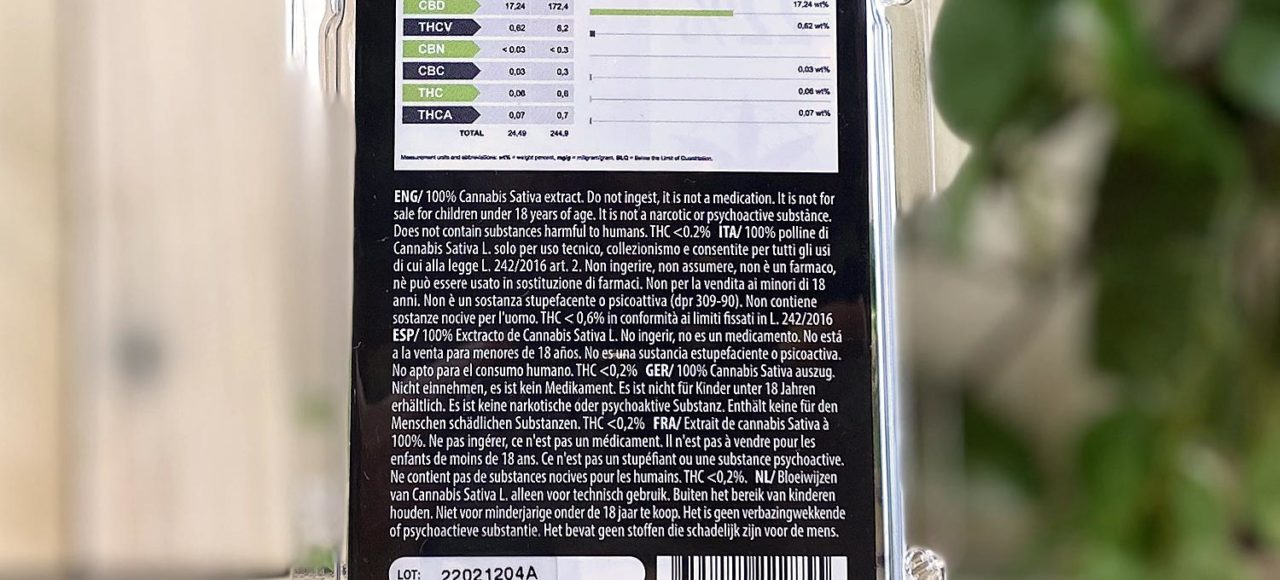 CBD 17,24 172,4 17,24 wt%
THCV 0,62 6,2 0,62 wt%
CBN < 0.03 < 0.3
CBC 0,03 0,3 0,03 wt%
THC 0,06 0,6 0,06 wt%
THCA 0,07 0,7 0,07 wt%
TOTAL 24,49 244,9
Measurement units and abbreviations: wt% = weight percent, mg/g = miligram/gram, BLQ = Below the Limit of Quantitation.
ENG/ 100% Cannabis Sativa extract. Do not ingest, it is not a medication. It is not for
sale for children under 18 years of age. It is not a narcotic or psychoactive substance.
Does not contain substances harmful to humans. THC <0.2% ITA/ 100% polline di
Cannabis Sativa L. solo per uso tecnico, collezionismo e consentite per tutti gli usi
di cui alla legge L. 242/2016 art. 2. Non ingerire, non assumere, non è un farmaco,
nè può essere usato in sostituzione di farmaci. Non per la vendita ai minori di 18
anni. Non è un sostanza stupefacente o psicoattiva (dpr 309-90). Non contiene
sostanze nocive per l'uomo. THC < 0,6% in conformità ai limiti fissati in L. 242/2016
ESP/ 100% Exctracto de Cannabis Sativa L. No ingerir, no es un medicamento. No está
a la venta para menores de 18 años. No es una sustancia estupefaciente o psicoactiva.
No apto para el consumo humano. THC <0,2% GER/ 100% Cannabis Sativa auszug.
Nicht einnehmen, es ist kein Medikament. Es ist nicht für Kinder unter 18 Jahren
erhältlich. Es ist keine narkotische oder psychoaktive Substanz. Enthält keine für den
Menschen schädlichen Substanzen. THC <0,2% FRA/ Extrait de cannabis Sativa à
100%. Ne pas ingérer, ce n'est pas un médicament. Il n'est pas à vendre pour les
enfants de moins de 18 ans. Ce n'est pas un stupéfiant ou une substance psychoactive.
Ne contient pas de substances nocives pour les humains. THC <0,2%. NL/ Bloeiwijzen
van Cannabis Sativa L. alleen voor technisch gebruik. Buiten het bereik van kinderen
houden. Niet voor minderjarige onder de 18 jaar te koop. Het is geen verbazingwekkende
of psychoactieve substantie. Het bevat geen stoffen die schadelijk zijn voor de mens.
LOT: 22021204A